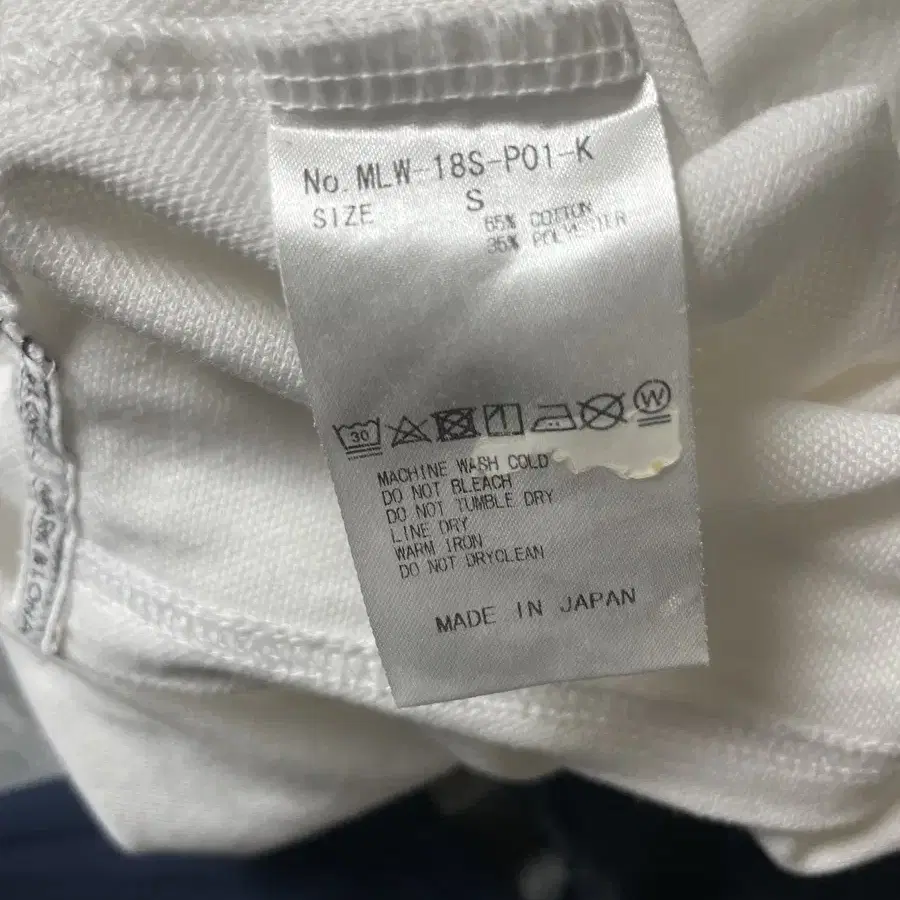 No. MLW-18S-P01-K
SIZE S
65% COTTON
35% POLYESTER
30 W
MACHINE WASH COLD
DO NOT BLEACH
DO NOT TUMBLE DRY
LINE DRY
WARM IRON
DO NOT DRYCLEAN
MADE IN JAPAN